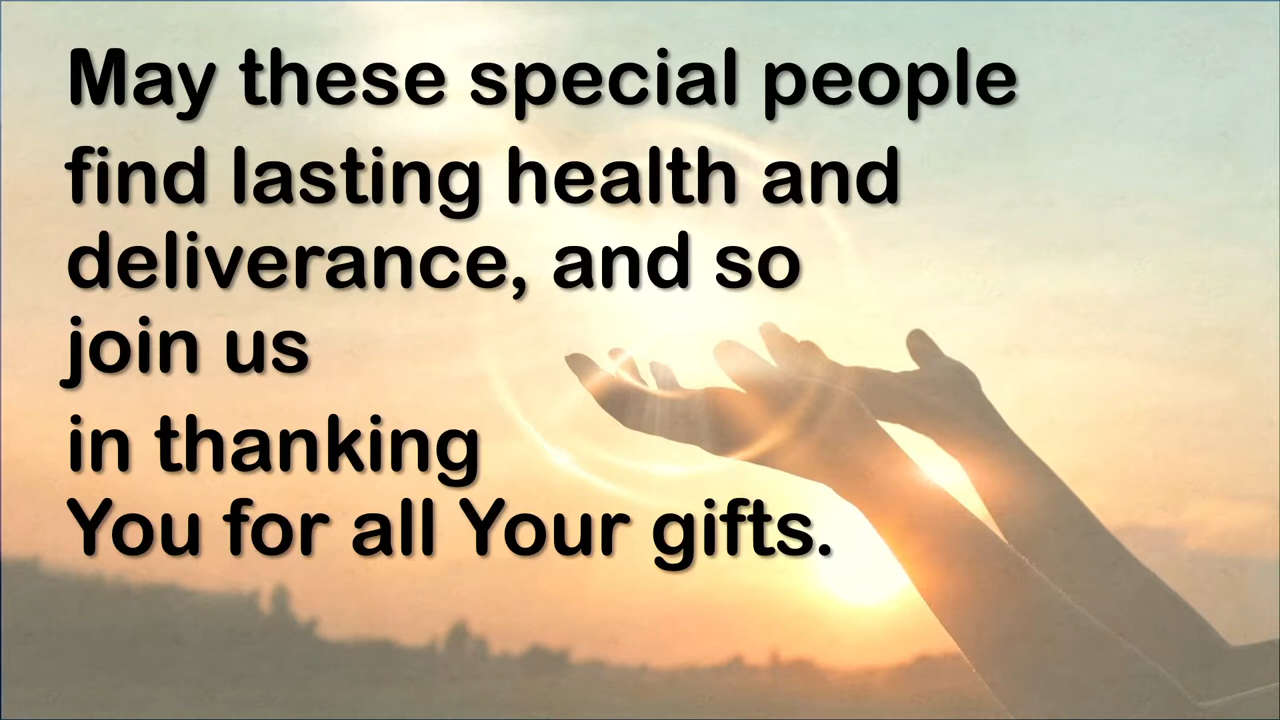 May these special people
find lasting health and
deliverance, and so
join us
in thanking
You for all Your gifts.